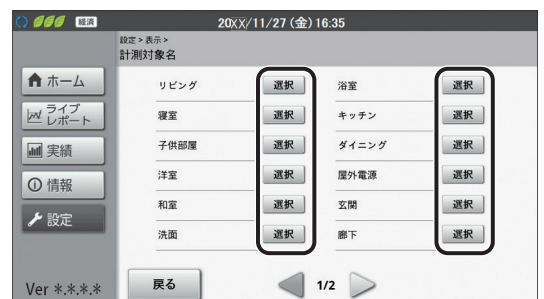 経済
20XX/11/27 (金) 16:35
設定 > 表示 >
計測対象名
ホーム
ライブ
レポート
実績
情報
設定
Ver *.*.*.*
リビング 選択 浴室 選択
寝室 選択 キッチン 選択
子供部屋 選択 ダイニング 選択
洋室 選択 屋外電源 選択
和室 選択 玄関 選択
洗面 選択 廊下 選択
戻る 1/2